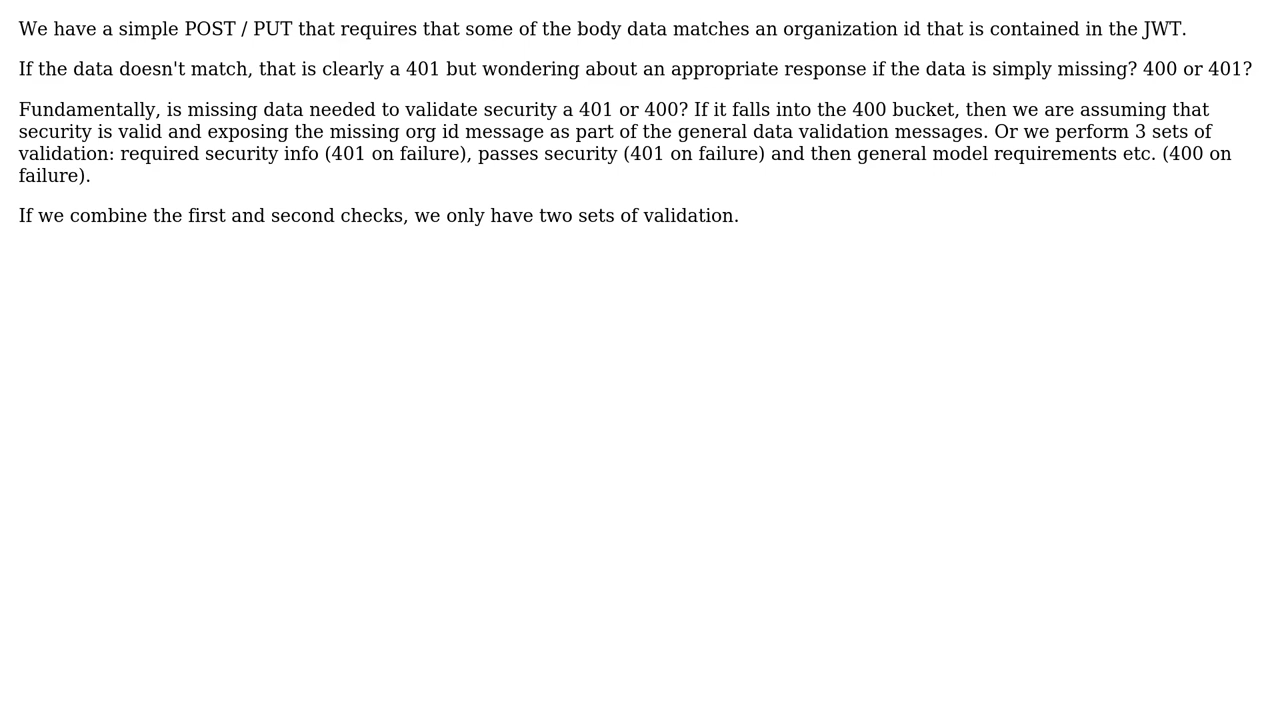 We have a simple POST / PUT that requires that some of the body data matches an organization id that is contained in the JWT.
If the data doesn't match, that is clearly a 401 but wondering about an appropriate response if the data is simply missing? 400 or 401?
Fundamentally, is missing data needed to validate security a 401 or 400? If it falls into the 400 bucket, then we are assuming that
security is valid and exposing the missing org id message as part of the general data validation messages. Or we perform 3 sets of
validation: required security info (401 on failure), passes security (401 on failure) and then general model requirements etc. (400 on
failure).
If we combine the first and second checks, we only have two sets of validation.